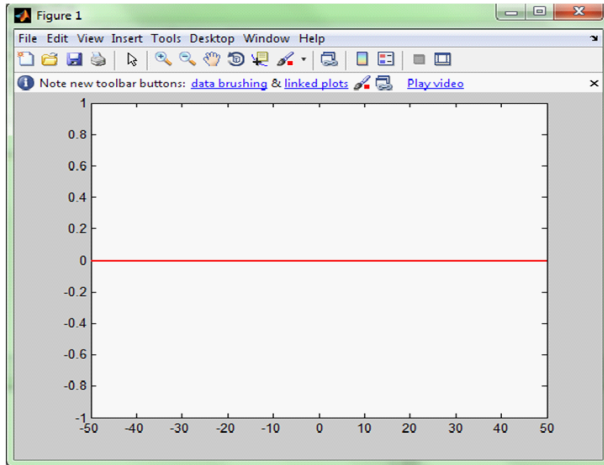 Figure 1
File Edit View Insert Tools Desktop Window Help
Note new toolbar buttons: data brushing & linked plots Play video
1
0.8
0.6
0.4
0.2
0
-0.2
-0.4
-0.6
-0.8
-1
-50 -40 -30 -20 -10 0 10 20 30 40 50